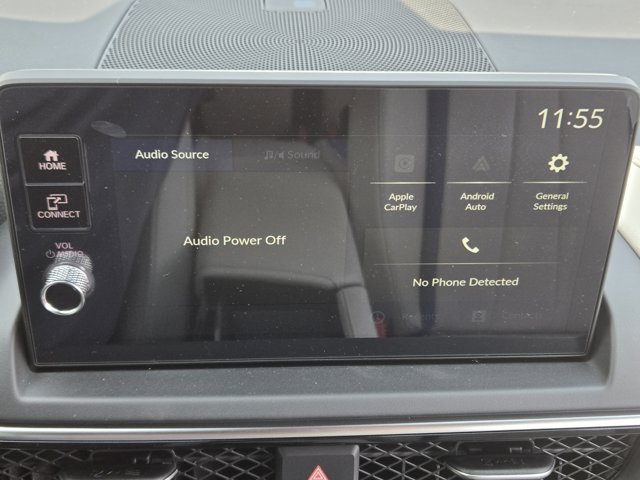 11:55
HOME
CONNECT
VOL
AUDIO
Audio Source
Sound
Audio Power Off
Apple
CarPlay
Android
Auto
General
Settings
No Phone Detected